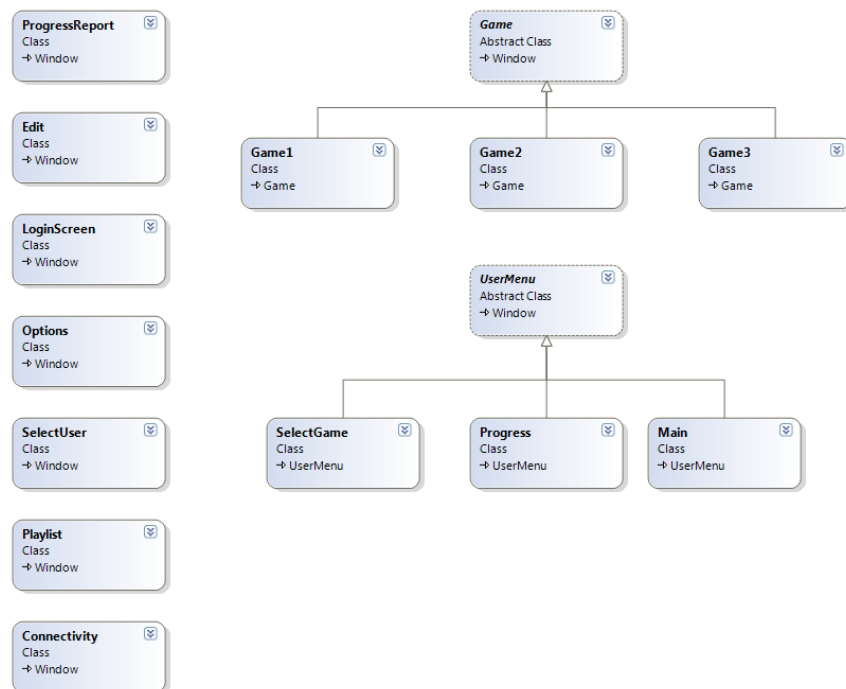 ProgressReport
Class
Window
Edit
Class
Window
LoginScreen
Class
Window
Options
Class
Window
SelectUser
Class
Window
Playlist
Class
Window
Connectivity
Class
Window
Game
Abstract Class
Window
Game1
Class
Game
Game2
Class
Game
Game3
Class
Game
UserMenu
Abstract Class
Window
SelectGame
Class
UserMenu
Progress
Class
UserMenu
Main
Class
UserMenu